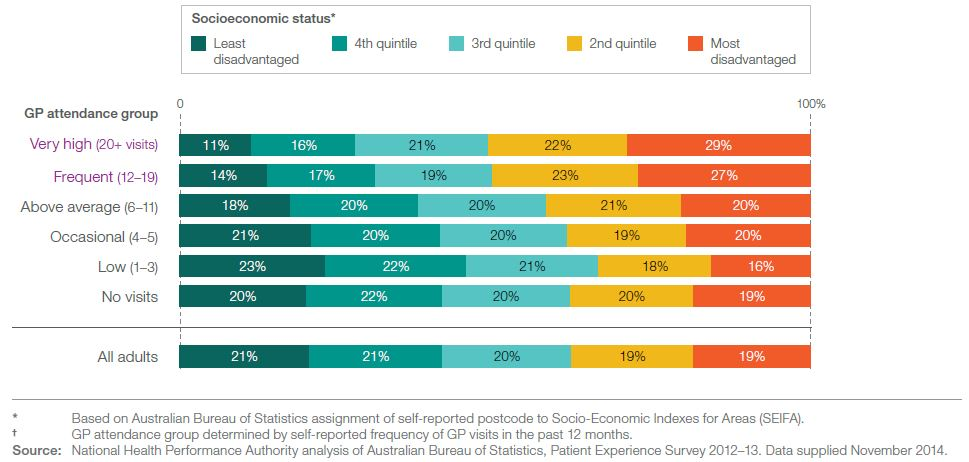 Socioeconomic status*
Least disadvantaged
4th quintile
3rd quintile
2nd quintile
Most disadvantaged
GP attendance group
0
100%
Very high (20+ visits)
11% 16% 21% 22% 29%
Frequent (12–19)
14% 17% 19% 23% 27%
Above average (6–11)
18% 20% 20% 21% 20%
Occasional (4–5)
21% 20% 20% 19% 20%
Low (1–3)
23% 22% 21% 18% 16%
No visits
20% 22% 20% 20% 19%
All adults
21% 21% 20% 19% 19%
* Based on Australian Bureau of Statistics assignment of self-reported postcode to Socio-Economic Indexes for Areas (SEIFA).
† GP attendance group determined by self-reported frequency of GP visits in the past 12 months.
Source: National Health Performance Authority analysis of Australian Bureau of Statistics, Patient Experience Survey 2012–13. Data supplied November 2014.